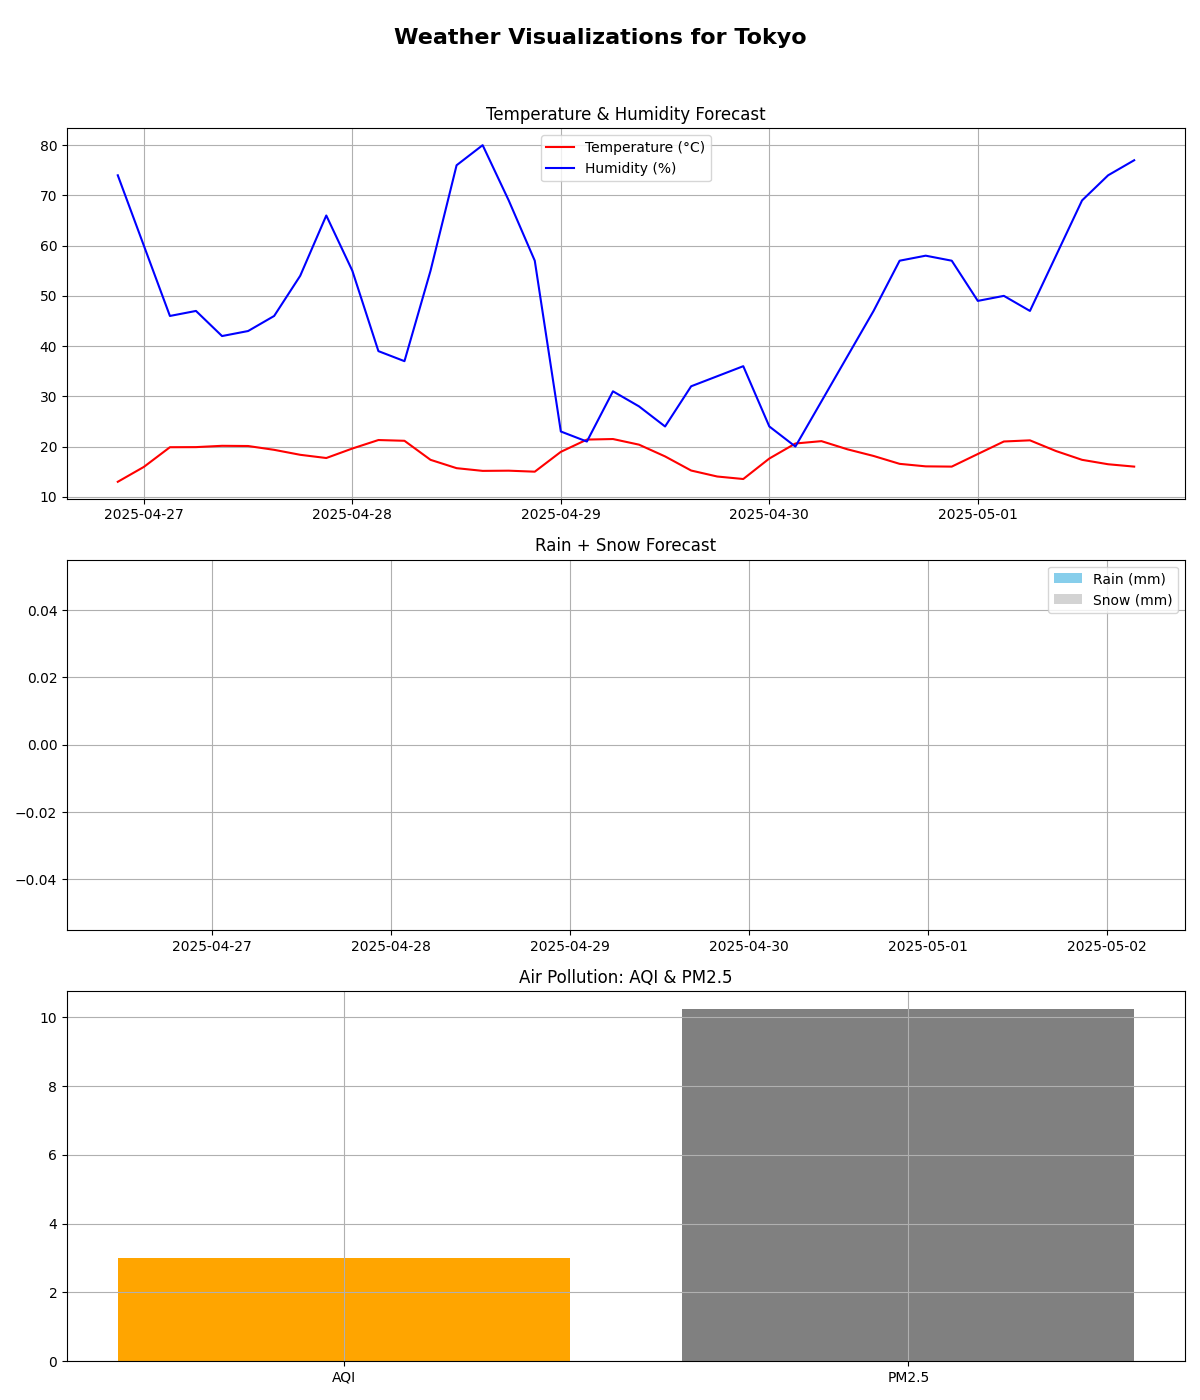 Weather Visualizations for Tokyo
Temperature & Humidity Forecast
Temperature (°C)
Humidity (%)
80
70
60
50
40
30
20
10
2025-04-27 2025-04-28 2025-04-29 2025-04-30 2025-05-01
Rain + Snow Forecast
Rain (mm)
Snow (mm)
0.04
0.02
0.00
−0.02
−0.04
2025-04-27 2025-04-28 2025-04-29 2025-04-30 2025-05-01 2025-05-02
Air Pollution: AQI & PM2.5
10
8
6
4
2
0
AQI PM2.5